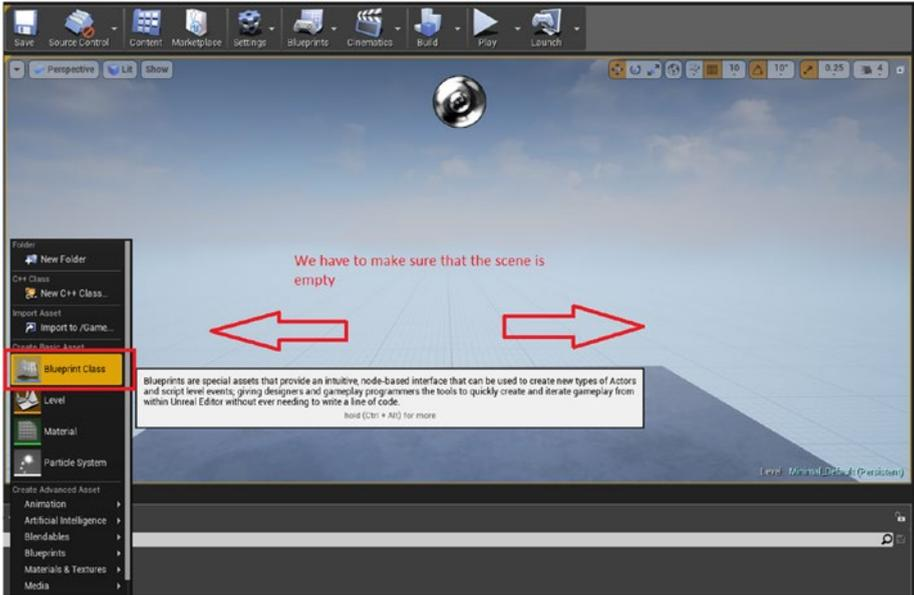 Save Source Control Content Marketplace Settings Blueprints Cinematics Build Play Launch
Perspective Lit Show 10 10° 0.25 4
We have to make sure that the scene is
empty
Folder
New Folder
C++ Class
New C++ Class...
Import Asset
Import to /Game...
Create Basic Asset
Blueprint Class
Blueprints are special assets that provide an intuitive, node-based interface that can be used to create new types of Actors
and script level events; giving designers and gameplay programmers the tools to quickly create and iterate gameplay from
within Unreal Editor without ever needing to write a line of code.
hold (Ctrl + Alt) for more
Level
Material
Particle System
Level: Minimal_Default (Persistent)
Create Advanced Asset
Animation
Artificial Intelligence
Blendables
Blueprints
Materials & Textures
Media